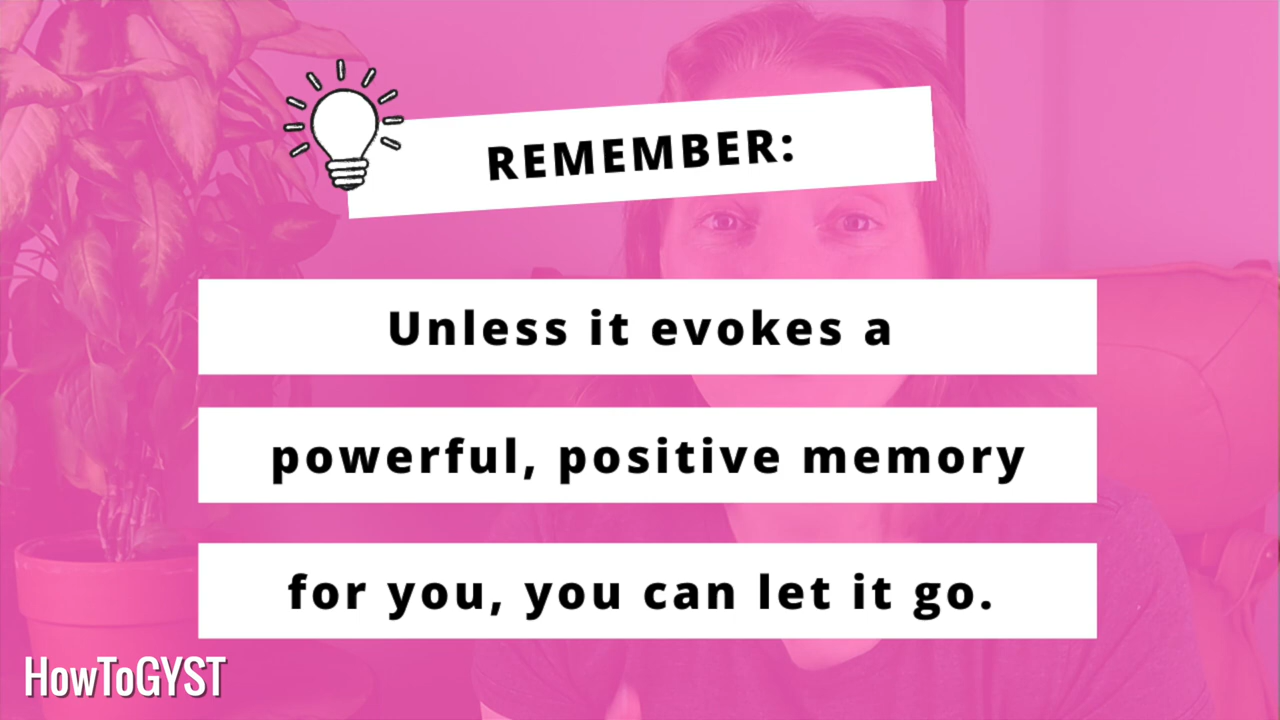 REMEMBER:
Unless it evokes a
powerful, positive memory
for you, you can let it go.
HowToGYST